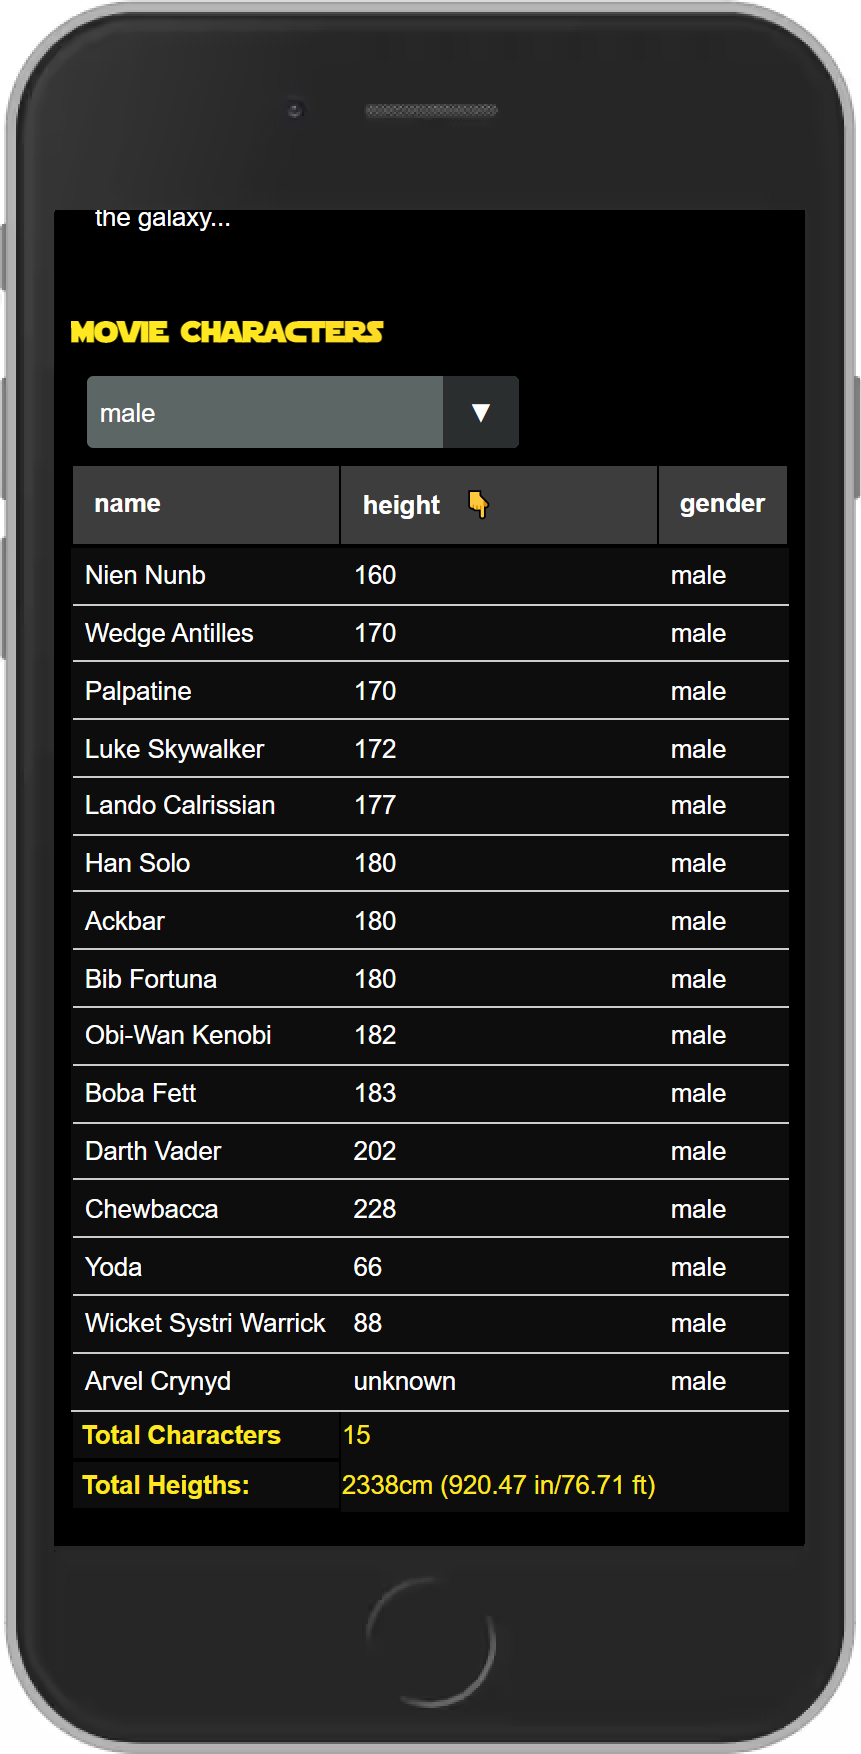 the galaxy...
MOVIE CHARACTERS
male ▼
name height 👇 gender
Nien Nunb 160 male
Wedge Antilles 170 male
Palpatine 170 male
Luke Skywalker 172 male
Lando Calrissian 177 male
Han Solo 180 male
Ackbar 180 male
Bib Fortuna 180 male
Obi-Wan Kenobi 182 male
Boba Fett 183 male
Darth Vader 202 male
Chewbacca 228 male
Yoda 66 male
Wicket Systri Warrick 88 male
Arvel Crynyd unknown male
Total Characters 15
Total Heigths: 2338cm (920.47 in/76.71 ft)